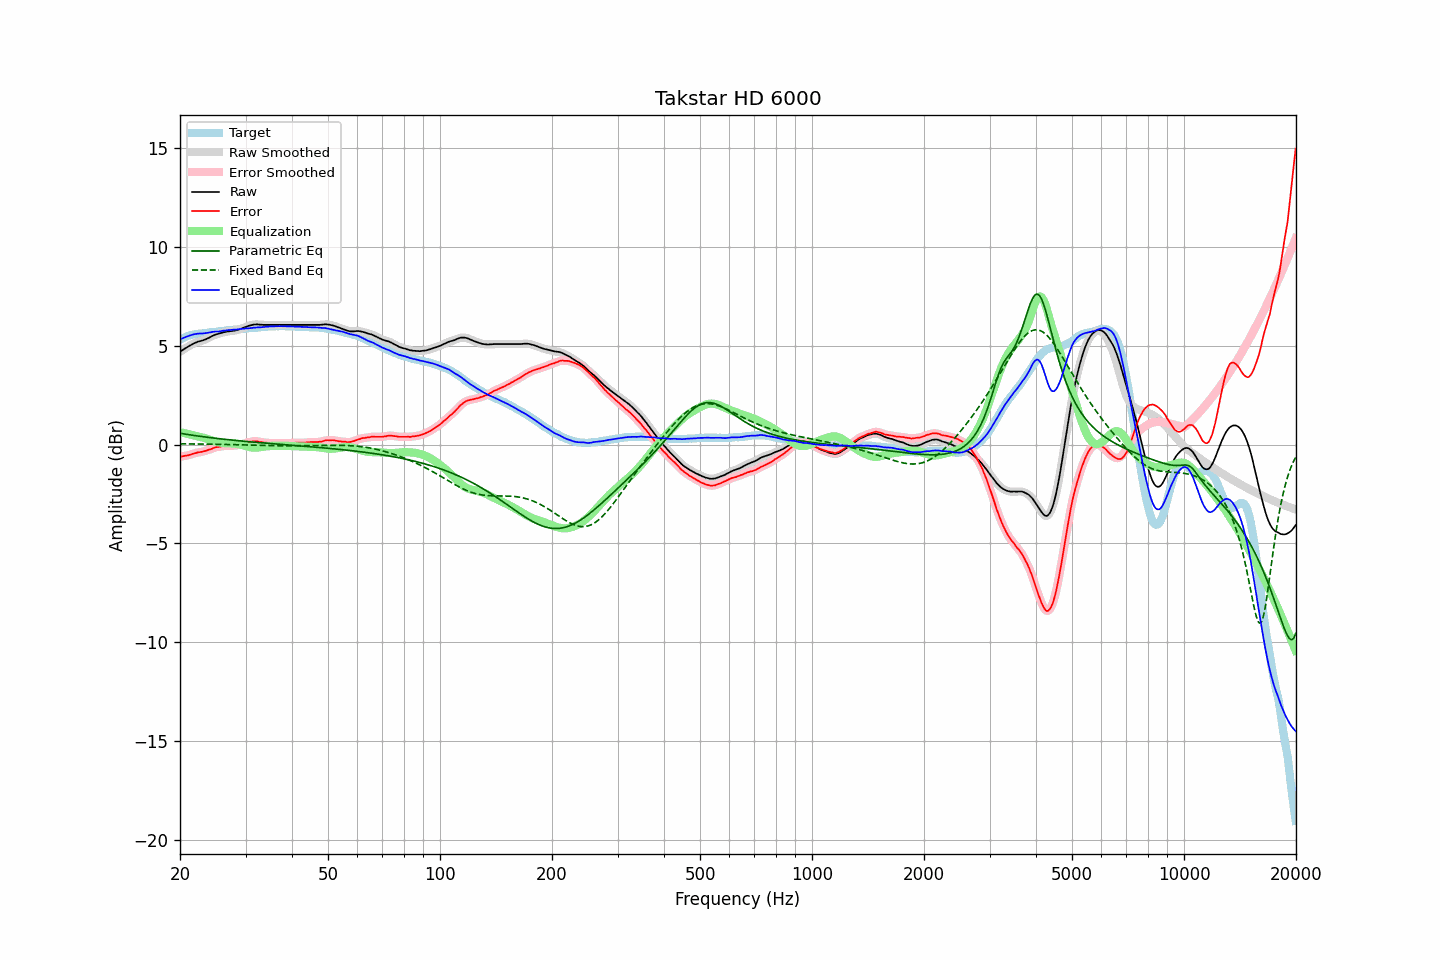 Takstar HD 6000
Target
Raw Smoothed
Error Smoothed
Raw
Error
Equalization
Parametric Eq
Fixed Band Eq
Equalized
15
10
5
0
−5
−10
−15
−20
Amplitude (dBr)
20 50 100 200 500 1000 2000 5000 10000 20000
Frequency (Hz)